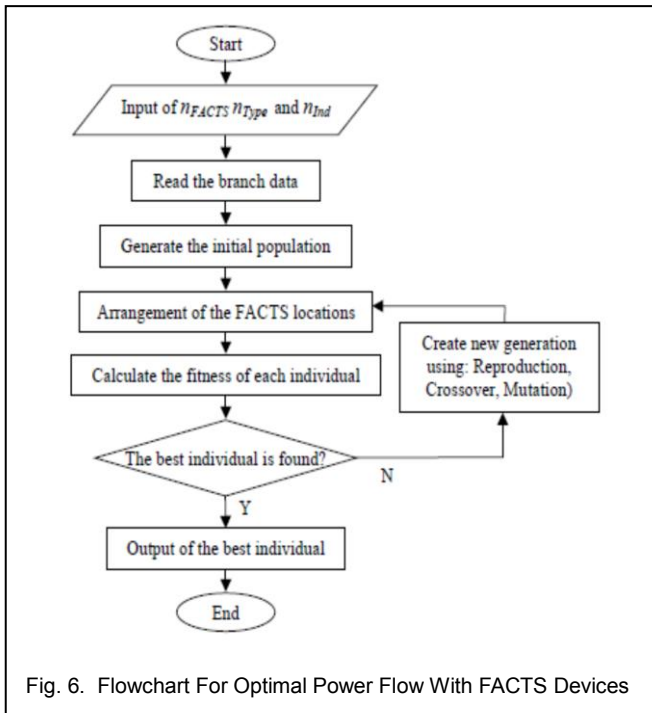 Start
Input of nFACTS nType and nInd
Read the branch data
Generate the initial population
Arrangement of the FACTS locations
Calculate the fitness of each individual
Create new generation
using: Reproduction,
Crossover, Mutation)
The best individual is found?
N
Y
Output of the best individual
End
Fig. 6. Flowchart For Optimal Power Flow With FACTS Devices